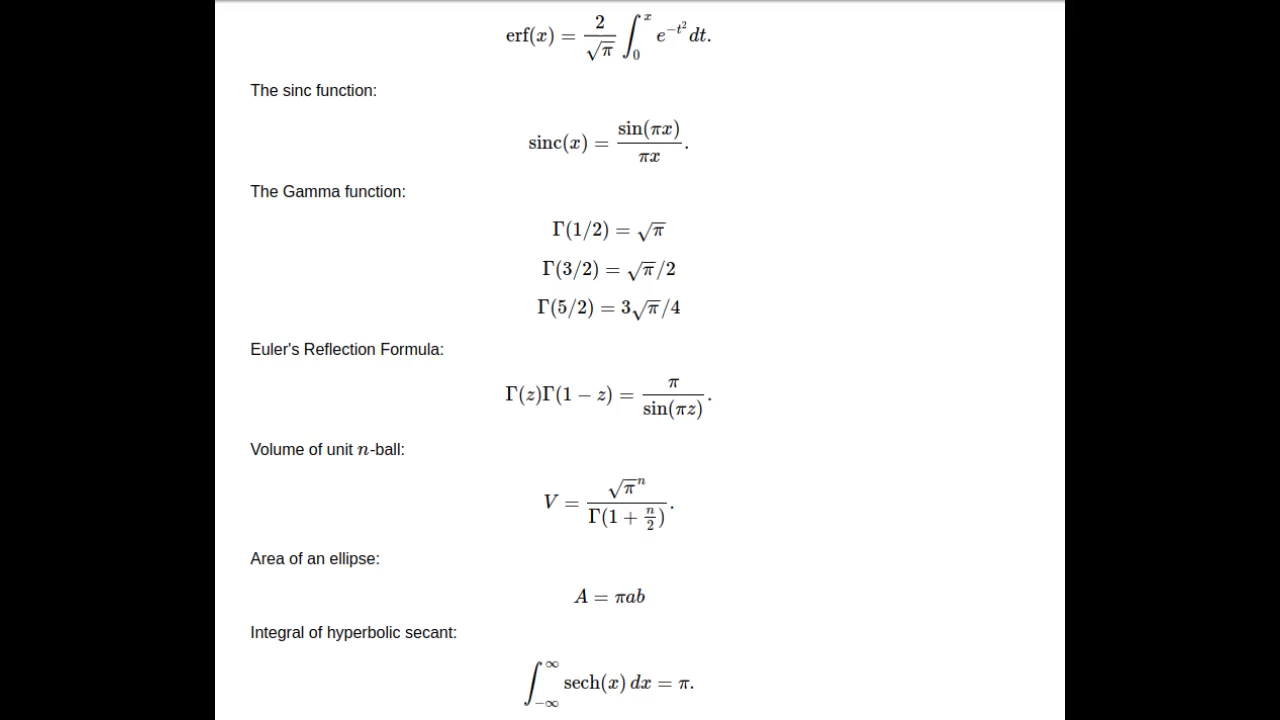 erf(x) = 2/√π ∫₀ˣ e^{-t²} dt.
The sinc function:
sinc(x) = sin(πx)/πx.
The Gamma function:
Γ(1/2) = √π
Γ(3/2) = √π/2
Γ(5/2) = 3√π/4
Euler's Reflection Formula:
Γ(z)Γ(1 − z) = π/sin(πz).
Volume of unit n-ball:
V = √πⁿ/Γ(1 + n/2).
Area of an ellipse:
A = πab
Integral of hyperbolic secant:
∫_{-∞}^{∞} sech(x) dx = π.